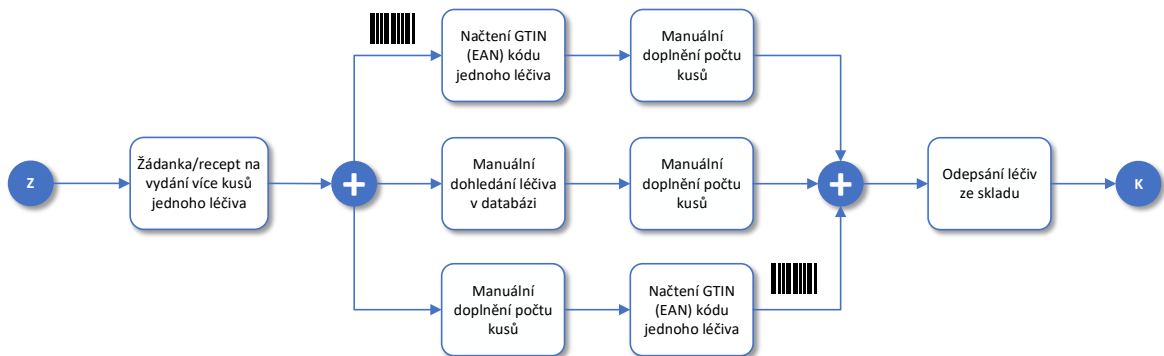 Načtení GTIN
(EAN) kódu
jednoho léčiva
Manuální
doplnění počtu
kusů
Z
Žádanka/recept na
vydání více kusů
jednoho léčiva
Manuální
dohledání léčiva
v databázi
Manuální
doplnění počtu
kusů
Odepsání léčiv
ze skladu
K
Manuální
doplnění počtu
kusů
Načtení GTIN
(EAN) kódu
jednoho léčiva